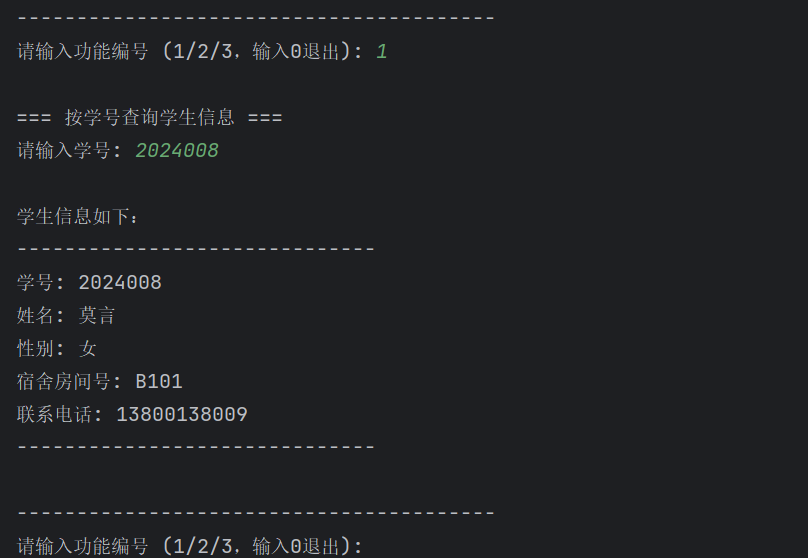 ----------------------------------------
请输入功能编号 (1/2/3，输入0退出): 1
=== 按学号查询学生信息 ===
请输入学号: 2024008
学生信息如下：
------------------------------
学号: 2024008
姓名: 莫言
性别: 女
宿舍房间号: B101
联系电话: 13800138009
------------------------------
----------------------------------------
请输入功能编号 (1/2/3，输入0退出):